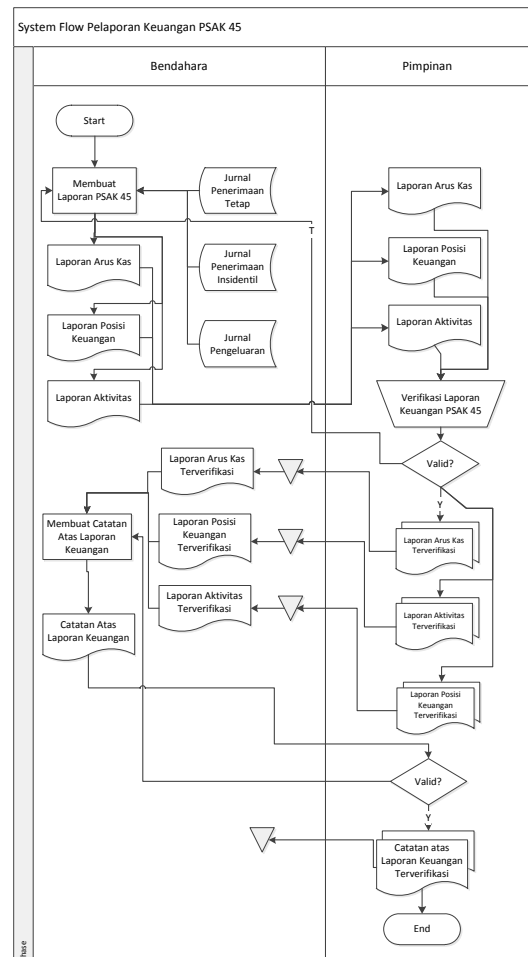 System Flow Pelaporan Keuangan PSAK 45
Bendahara
Pimpinan
Start
Membuat
Laporan PSAK 45
Jurnal
Penerimaan
Tetap
Laporan Arus Kas
T
Laporan Arus Kas
Jurnal
Penerimaan
Insidentil
Laporan Posisi
Keuangan
Laporan Posisi
Keuangan
Jurnal
Pengeluaran
Laporan Aktivitas
Laporan Aktivitas
Verifikasi Laporan
Keuangan PSAK 45
Valid?
Laporan Arus Kas
Terverifikasi
Y
Membuat Catatan
Atas Laporan
Keuangan
Laporan Posisi
Keuangan
Terverifikasi
Laporan Arus Kas
Terverifikasi
Laporan Aktivitas
Terverifikasi
Laporan Aktivitas
Terverifikasi
Catatan Atas
Laporan Keuangan
Laporan Posisi
Keuangan
Terverifikasi
Valid?
Y
Catatan atas
Laporan Keuangan
Terverifikasi
End
hase